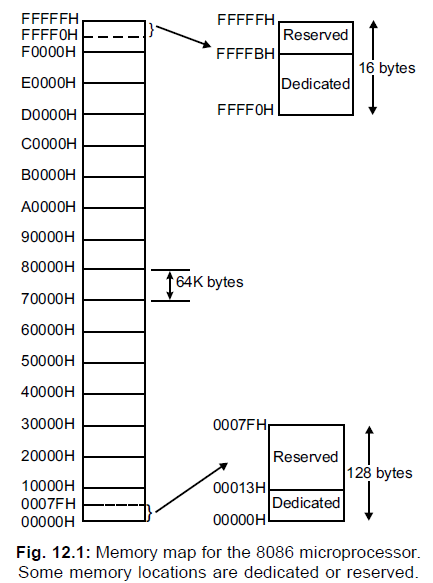 FFFFFH
FFFF0H
F0000H
E0000H
D0000H
C0000H
B0000H
A0000H
90000H
80000H
70000H
60000H
50000H
40000H
30000H
20000H
10000H
0007FH
00000H
64K bytes
FFFFFH
Reserved
FFFFBH
16 bytes
Dedicated
FFFF0H
0007FH
Reserved
128 bytes
00013H
Dedicated
00000H
Fig. 12.1: Memory map for the 8086 microprocessor.
Some memory locations are dedicated or reserved.